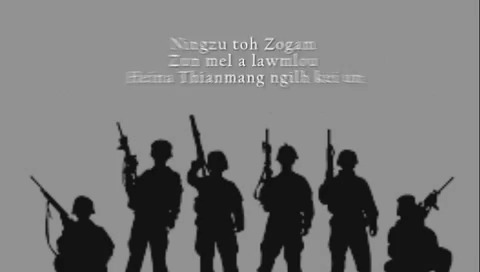 Ningzu toh Zogam
Zun mel a lawmlou
Heina Thianmang ngilh kei un